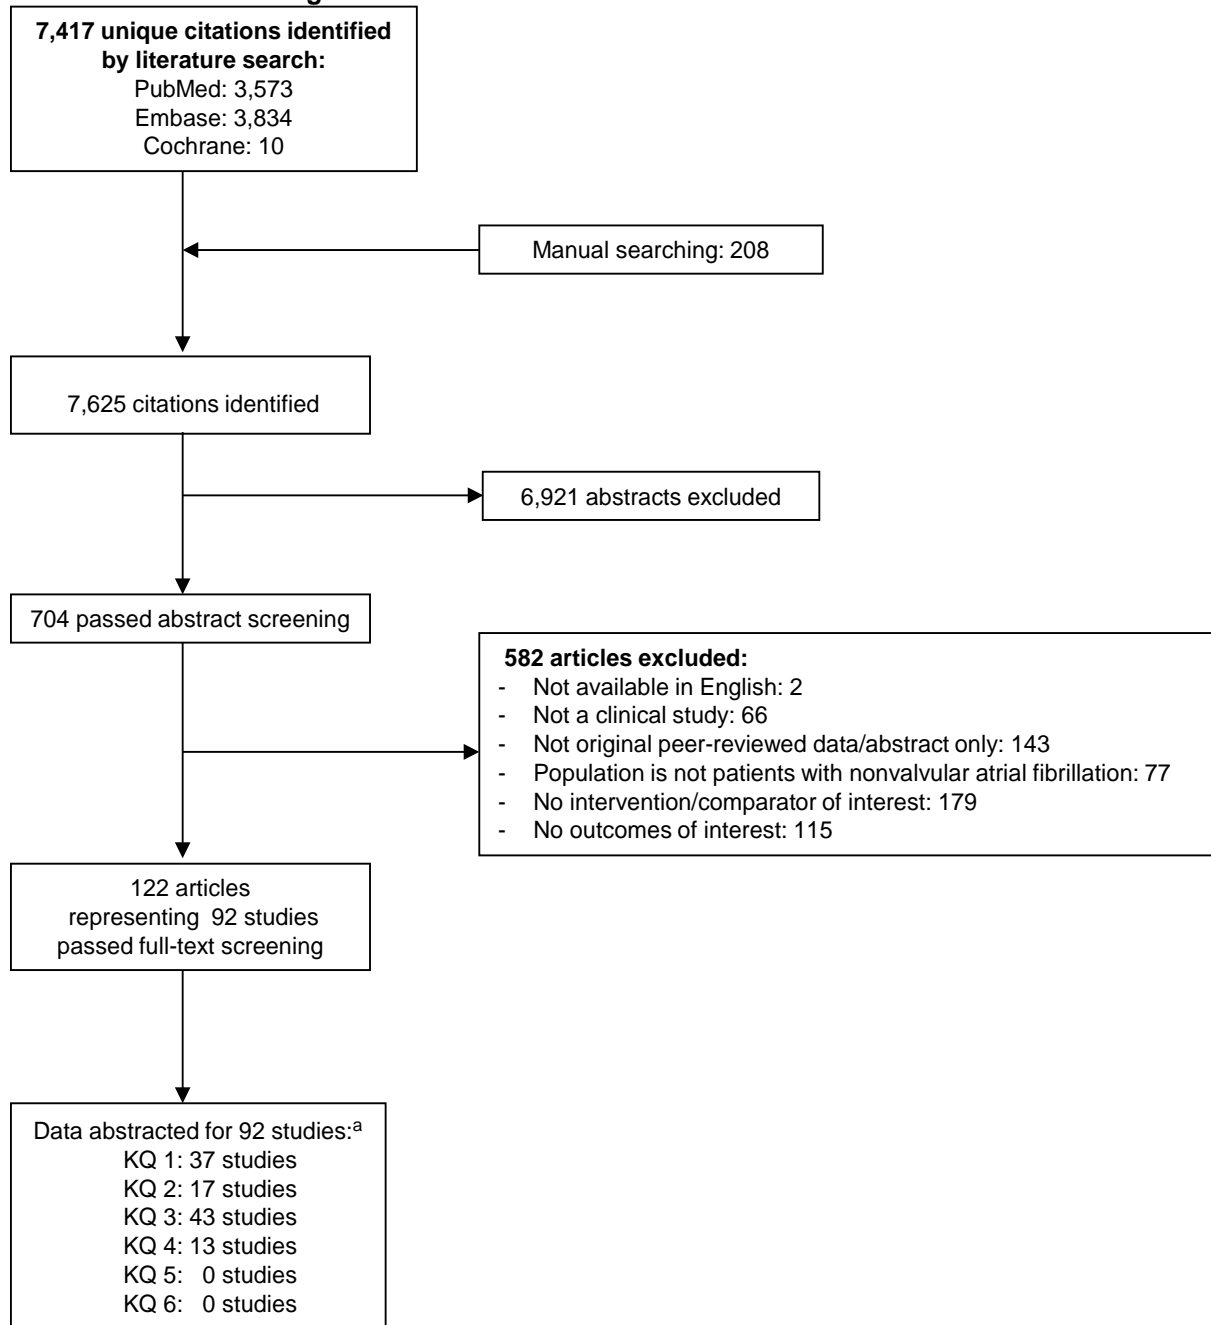 7,417 unique citations identified
by literature search:
PubMed: 3,573
Embase: 3,834
Cochrane: 10
Manual searching: 208
7,625 citations identified
6,921 abstracts excluded
704 passed abstract screening
582 articles excluded:
- Not available in English: 2
- Not a clinical study: 66
- Not original peer-reviewed data/abstract only: 143
- Population is not patients with nonvalvular atrial fibrillation: 77
- No intervention/comparator of interest: 179
- No outcomes of interest: 115
122 articles
representing 92 studies
passed full-text screening
Data abstracted for 92 studies:a
KQ 1: 37 studies
KQ 2: 17 studies
KQ 3: 43 studies
KQ 4: 13 studies
KQ 5: 0 studies
KQ 6: 0 studies